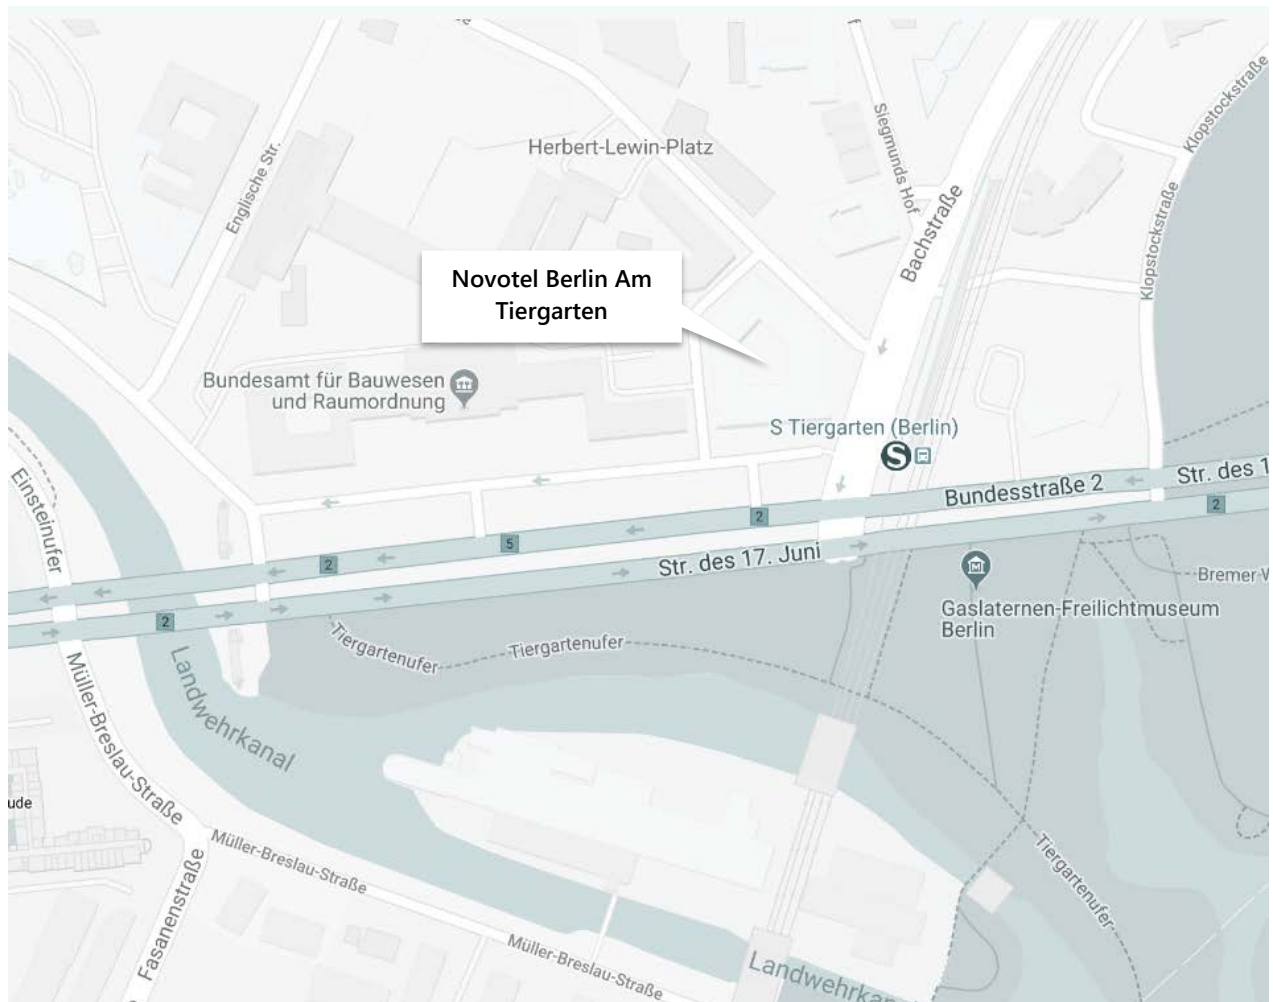 Klopstockstraße
Siegmunds Hof
Herbert-Lewin-Platz
Englische Str.
Bachstraße
Klopstockstraße
Novotel Berlin Am
Tiergarten
Bundesamt für Bauwesen
und Raumordnung
S Tiergarten (Berlin)
S
Einsteinufer
Bundesstraße 2
Str. des 1
2
2
5
2
Str. des 17. Juni
Bremer W
Gaslaternen-Freilichtmuseum
Berlin
2
Tiergartenufer
Tiergartenufer
Landwehrkanal
Müller-Breslau-Straße
ude
Müller-Breslau-Straße
Tiergartenufer
Fasanenstraße
Müller-Breslau-Straße
Landwehrkan